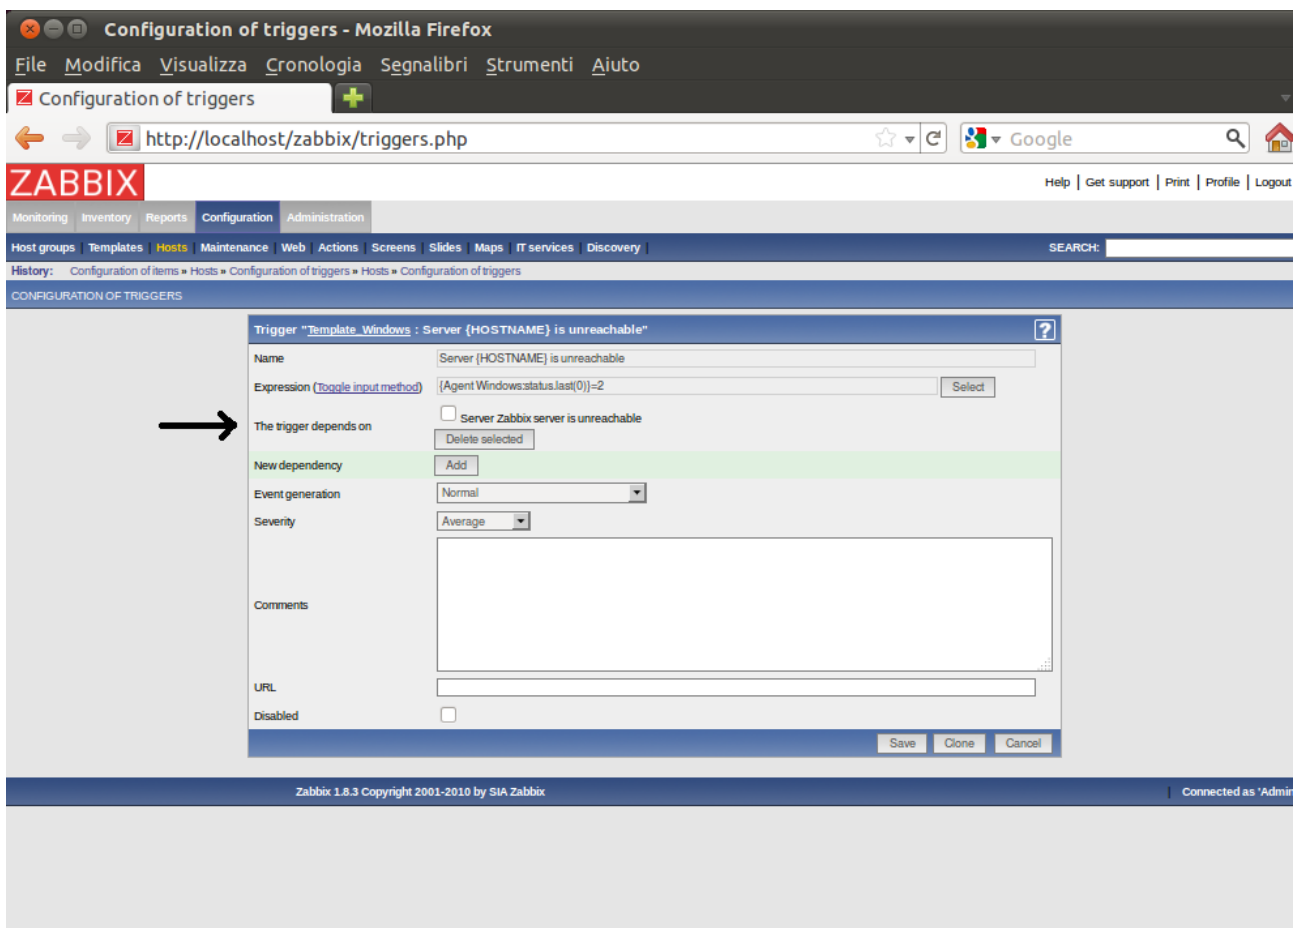 Configuration of triggers - Mozilla Firefox
File Modifica Visualizza Cronologia Segnalibri Strumenti Aiuto
Configuration of triggers
http://localhost/zabbix/triggers.php Google
ZABBIX
Help | Get support | Print | Profile | Logout
Monitoring Inventory Reports Configuration Administration
Host groups | Templates | Hosts | Maintenance | Web | Actions | Screens | Slides | Maps | IT services | Discovery | SEARCH:
History: Configuration of items » Hosts » Configuration of triggers » Hosts » Configuration of triggers
CONFIGURATION OF TRIGGERS
Trigger "Template_Windows : Server {HOSTNAME} is unreachable" ?
Name Server {HOSTNAME} is unreachable
Expression (Toggle input method) {Agent Windows:status.last(0)}=2 Select
The trigger depends on Server Zabbix server is unreachable
Delete selected
New dependency Add
Event generation Normal
Severity Average
Comments
URL
Disabled
Save Clone Cancel
Zabbix 1.8.3 Copyright 2001-2010 by SIA Zabbix | Connected as 'Admin